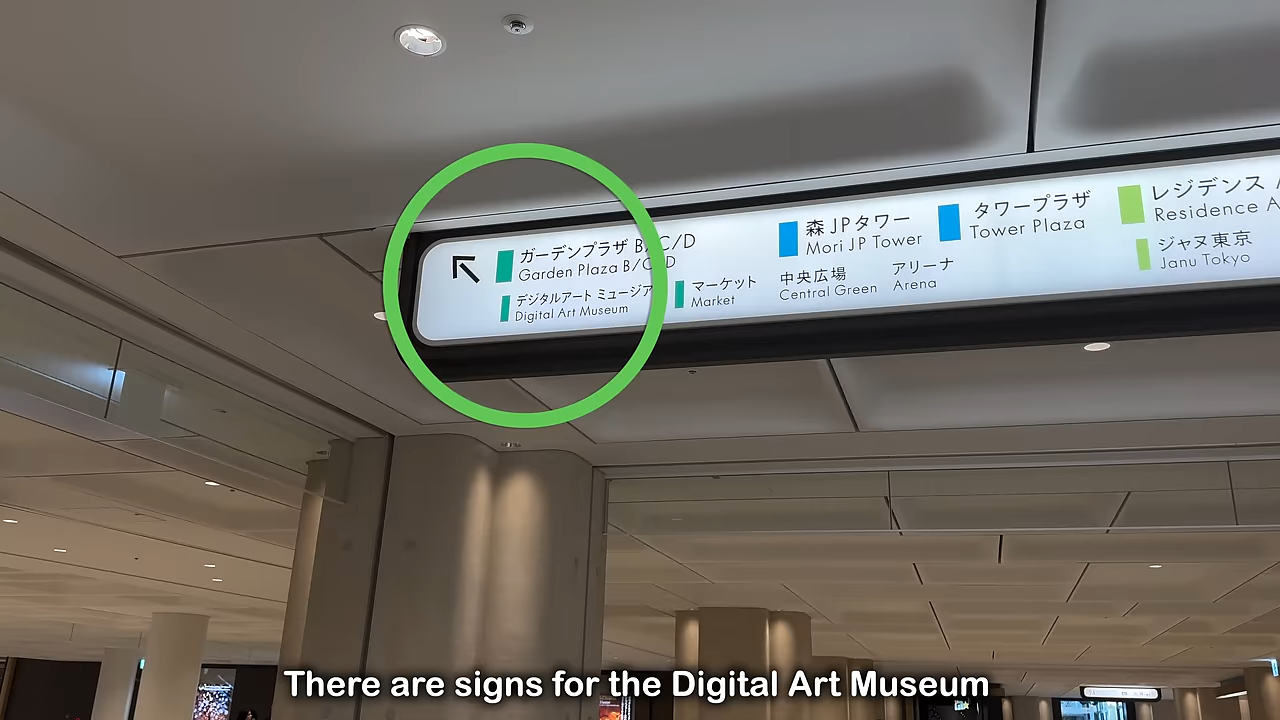 ガーデンプラザ B/C/D
Garden Plaza B/C/D
デジタルアート ミュージア
Digital Art Museum
マーケット
Market
森JPタワー
Mori JP Tower
中央広場
Central Green
アリーナ
Arena
タワープラザ
Tower Plaza
レジデンス
Residence A
ジャヌ東京
Janu Tokyo
There are signs for the Digital Art Museum